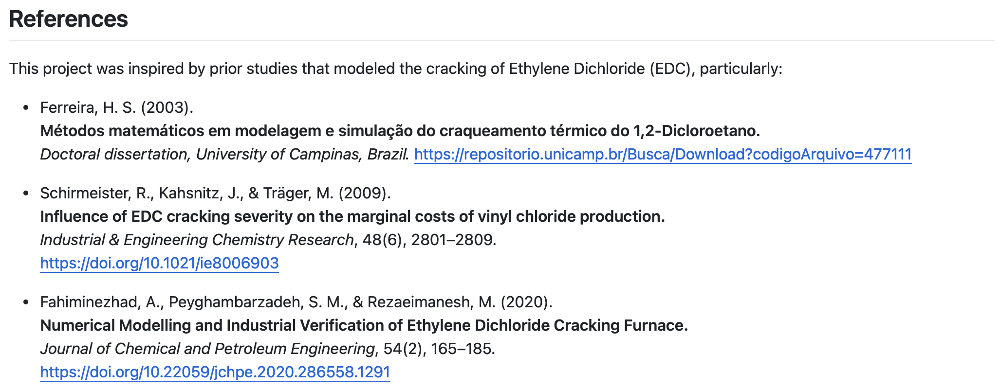 References
This project was inspired by prior studies that modeled the cracking of Ethylene Dichloride (EDC), particularly:
• Ferreira, H. S. (2003).
Métodos matemáticos em modelagem e simulação do craqueamento térmico do 1,2-Dicloroetano.
Doctoral dissertation, University of Campinas, Brazil. https://repositorio.unicamp.br/Busca/Download?codigoArquivo=477111
• Schirmeister, R., Kahsnitz, J., & Träger, M. (2009).
Influence of EDC cracking severity on the marginal costs of vinyl chloride production.
Industrial & Engineering Chemistry Research, 48(6), 2801–2809.
https://doi.org/10.1021/ie8006903
• Fahiminezhad, A., Peyghambarzadeh, S. M., & Rezaeimanesh, M. (2020).
Numerical Modelling and Industrial Verification of Ethylene Dichloride Cracking Furnace.
Journal of Chemical and Petroleum Engineering, 54(2), 165–185.
https://doi.org/10.22059/jchpe.2020.286558.1291